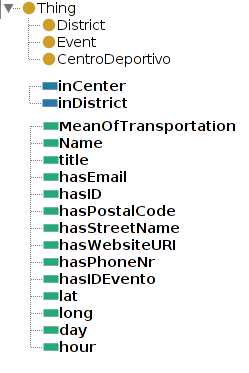 Thing
District
Event
CentroDeportivo
inCenter
inDistrict
MeanOfTransportation
Name
title
hasEmail
hasID
hasPostalCode
hasStreetName
hasWebsiteURI
hasPhoneNr
hasIDEvento
lat
long
day
hour